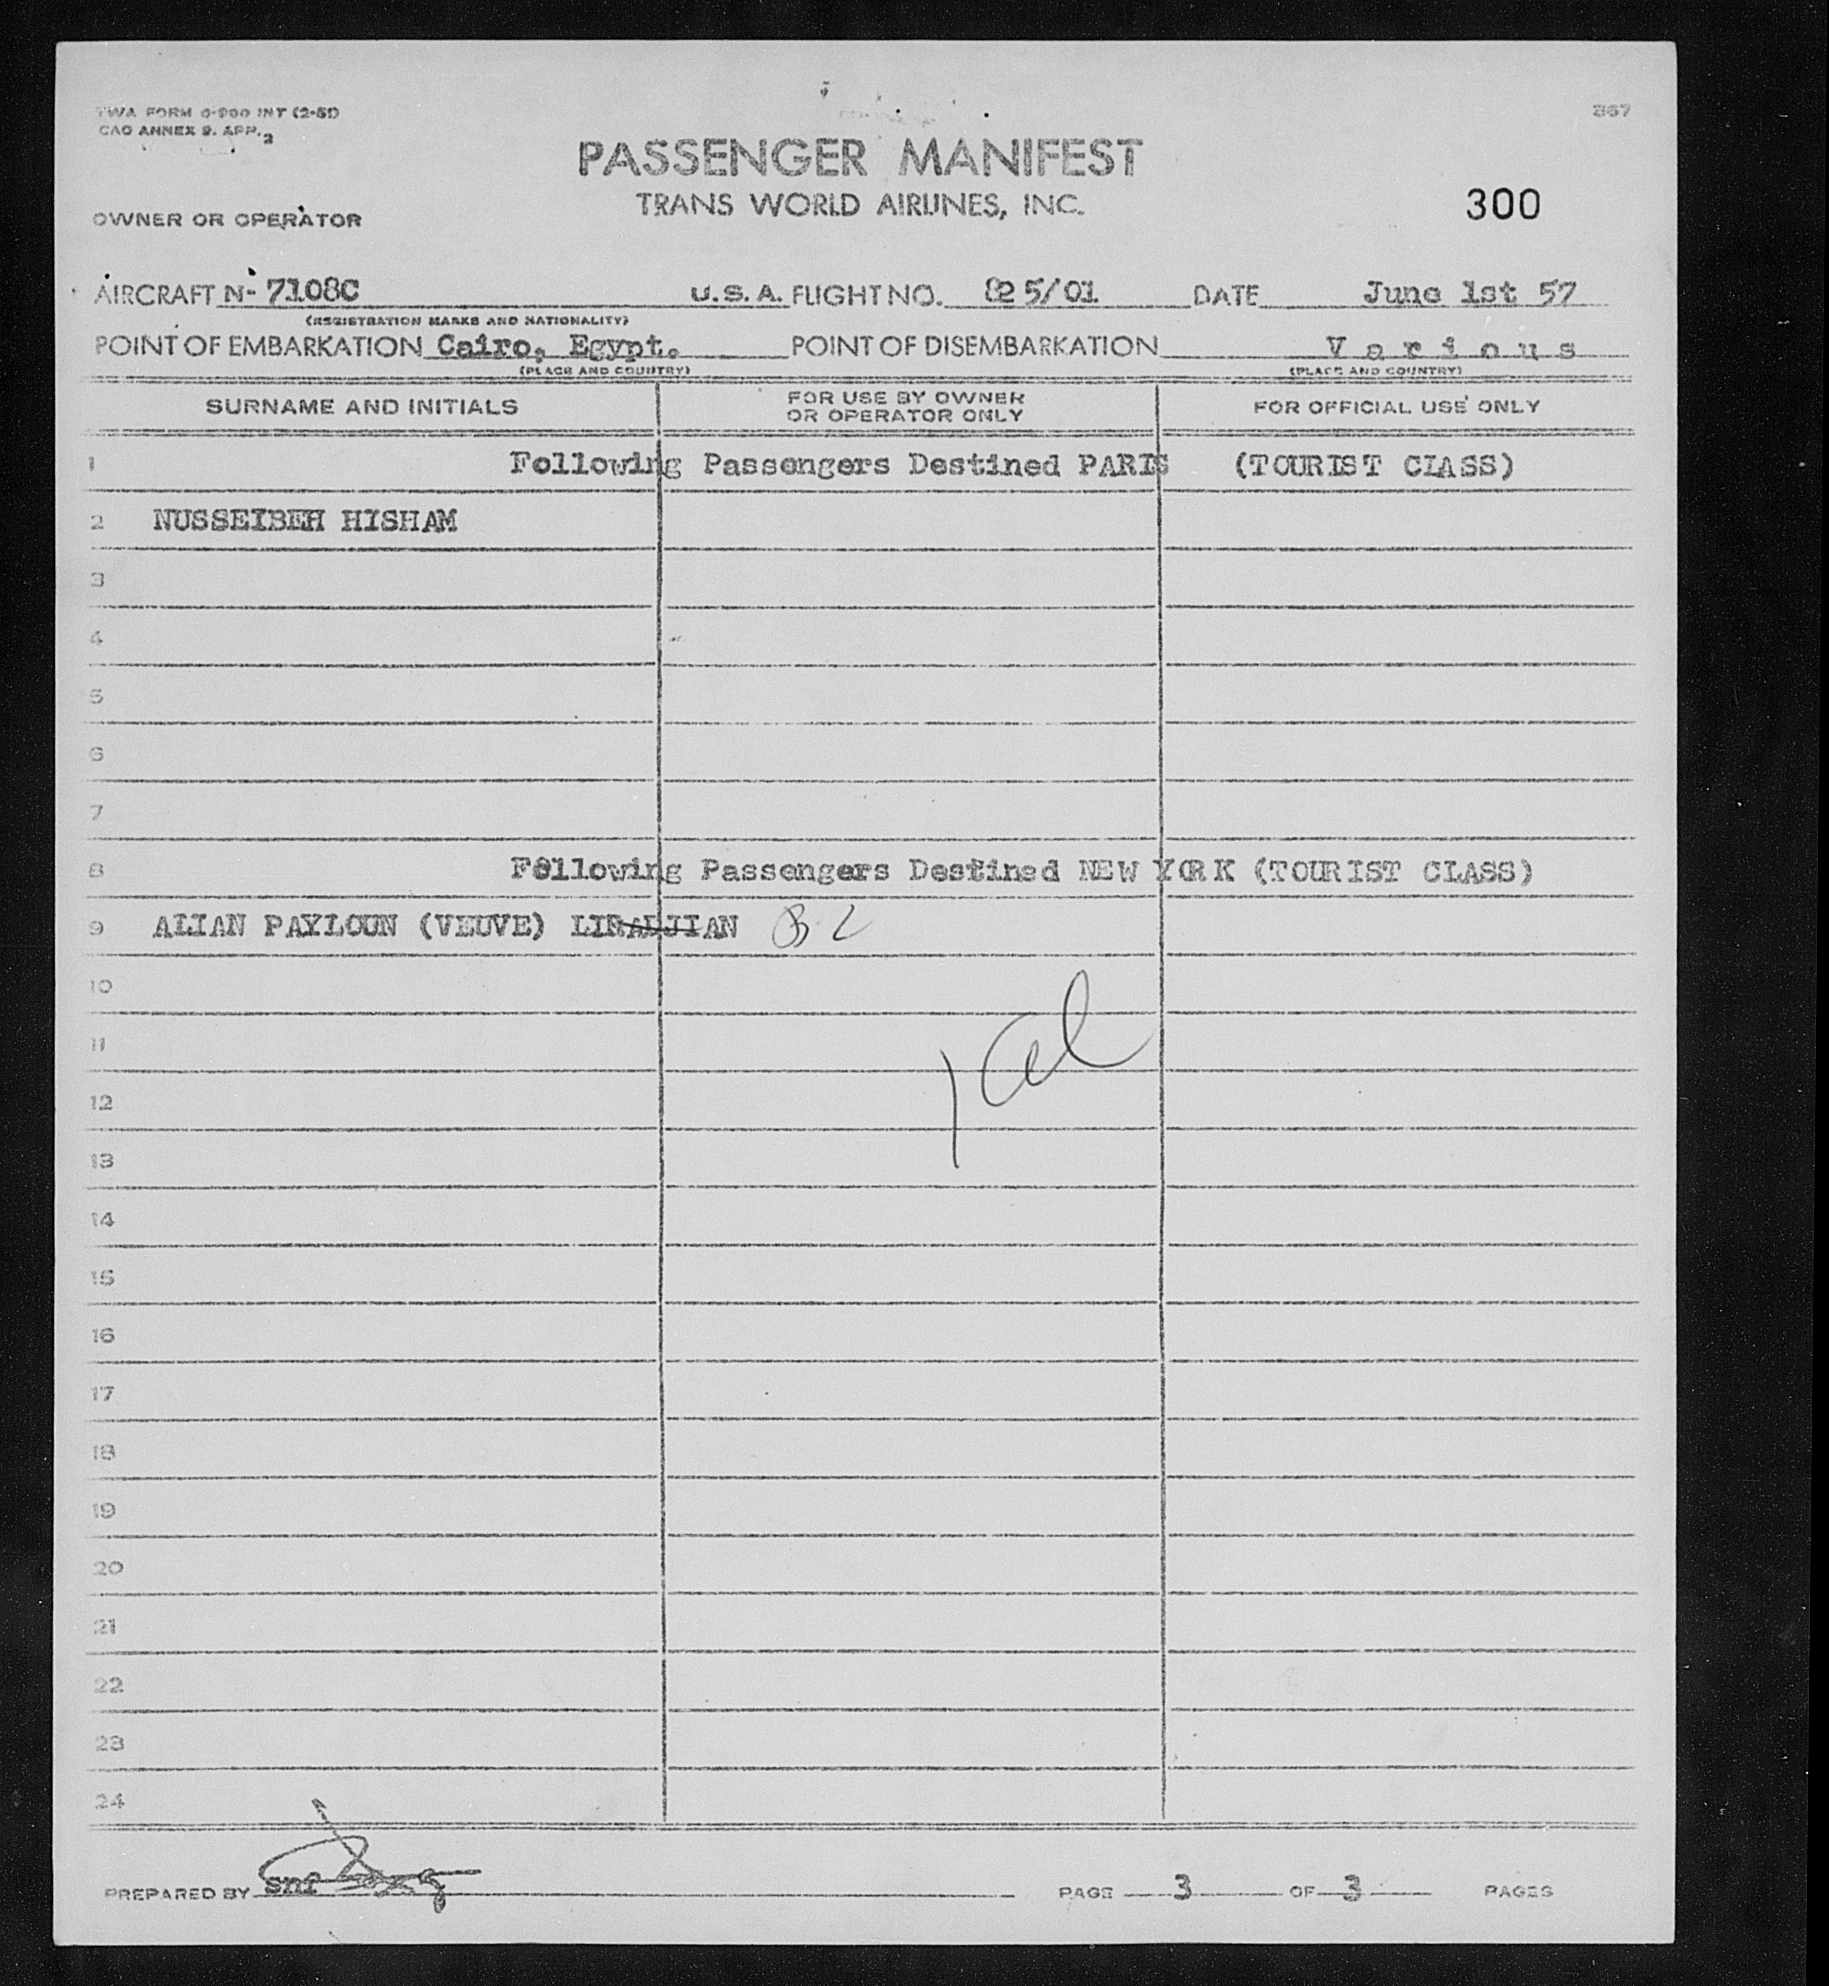 TWA FORM 0-900 INT (2-51)
CAO ANNEX 9. APP. 3
367
PASSENGER MANIFEST
TRANS WORLD AIRLINES, INC.
300
OWNER OR OPERATOR
AIRCRAFT N- 7108C U.S.A. FLIGHT NO. 825/01 DATE June 1st 57
(REGISTRATION MARKS AND NATIONALITY)
POINT OF EMBARKATION Cairo, Egypt. POINT OF DISEMBARKATION Various
(PLACE AND COUNTRY) (PLACE AND COUNTRY)
SURNAME AND INITIALS FOR USE BY OWNER OR OPERATOR ONLY FOR OFFICIAL USE ONLY
1 Following Passengers Destined PARIS (TOURIST CLASS)
2 NUSSEIBEH HISHAM
3
4
5
6
7
8 Following Passengers Destined NEW YORK (TOURIST CLASS)
9 ALIAN PAYLOUN (VEUVE) LIRADJIAN
10
11
12
13
14
15
16
17
18
19
20
21
22
23
24
PREPARED BY snf PAGE 3 OF 3 PAGES